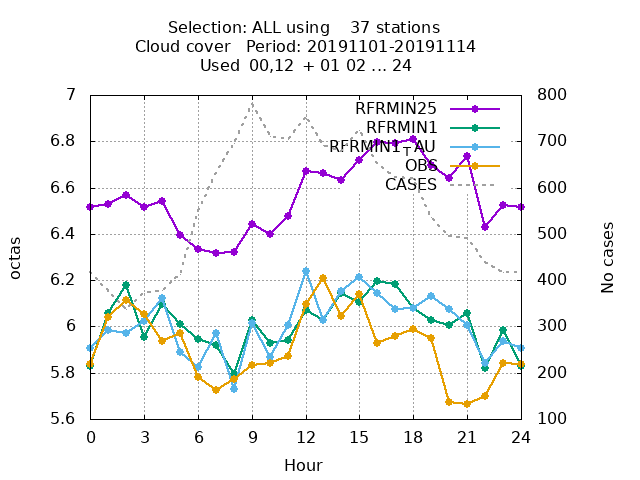 Selection: ALL using    37 stations
Cloud cover   Period: 20191101-20191114
Used  00,12  + 01 02 ... 24
7 800
RFRMIN25
RFRMIN1
6.8 700
RFRMIN1_AU
OBS
CASES
6.6 600
6.4 500
octas
No cases
6.2 400
6 300
5.8 200
5.6 100
0 3 6 9 12 15 18 21 24
Hour